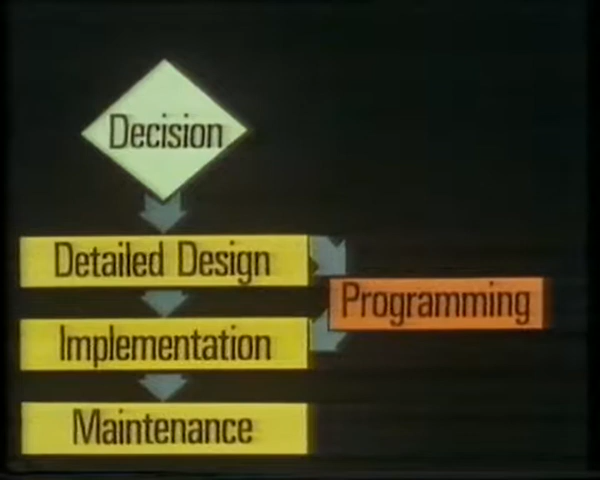 Decision
Detailed Design
Programming
Implementation
Maintenance